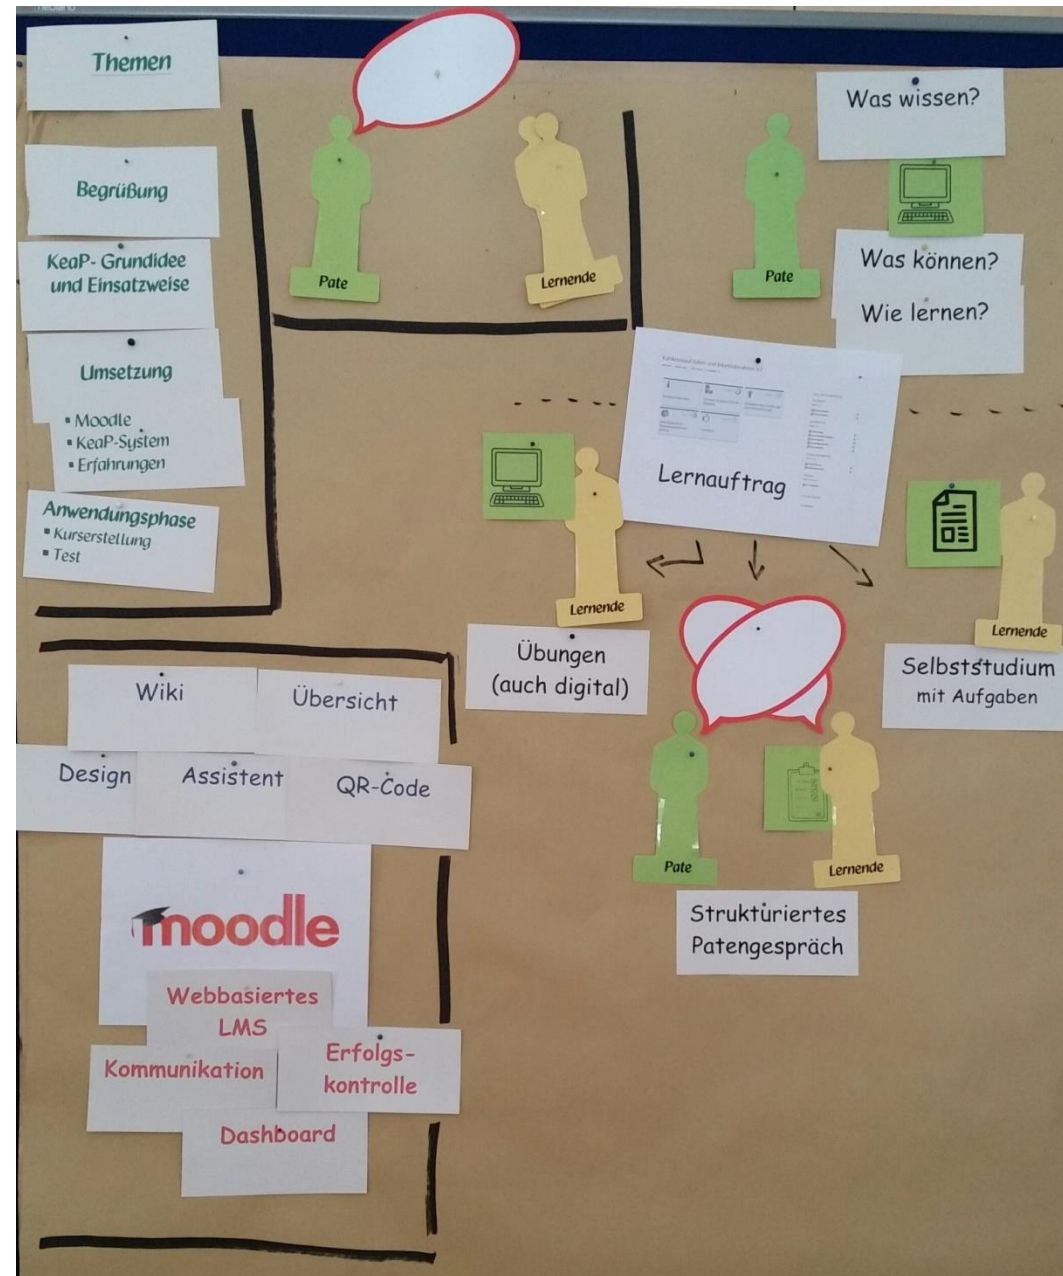 Themen
Begrüßung
KeaP- Grundidee
und Einsatzweise
Umsetzung
▪ Moodle
▪ KeaP-System
▪ Erfahrungen
Anwendungsphase
▪ Kurserstellung
▪ Test
Pate
Lernende
Pate
Was wissen?
Was können?
Wie lernen?
Lernauftrag
Lernende
Übungen
(auch digital)
Lernende
Selbststudium
mit Aufgaben
Pate
Lernende
Strukturiertes
Patengespräch
Wiki
Übersicht
Design
Assistent
QR-Code
moodle
Webbasiertes
LMS
Kommunikation
Erfolgs-
kontrolle
Dashboard